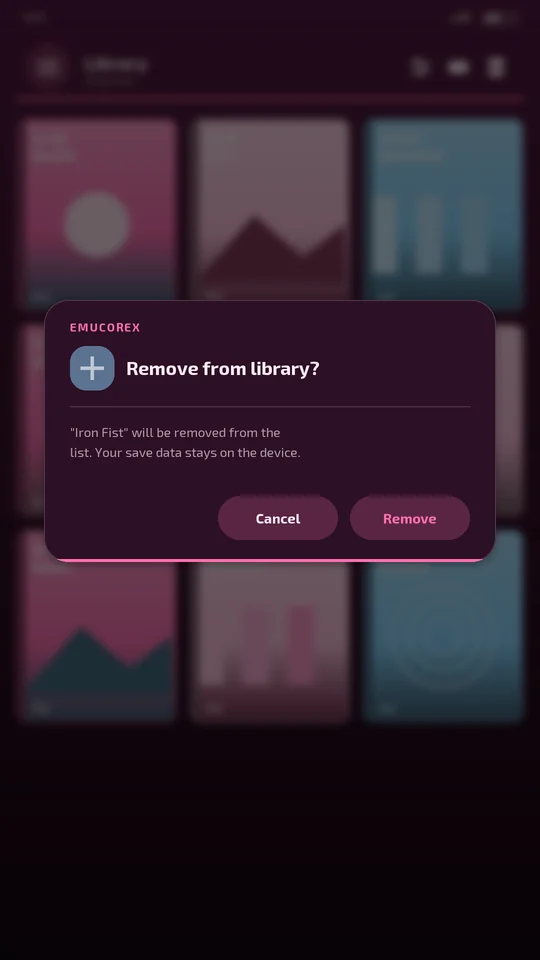 Library
EMUCOREX
Remove from library?
"Iron Fist" will be removed from the
list. Your save data stays on the device.
Cancel
Remove